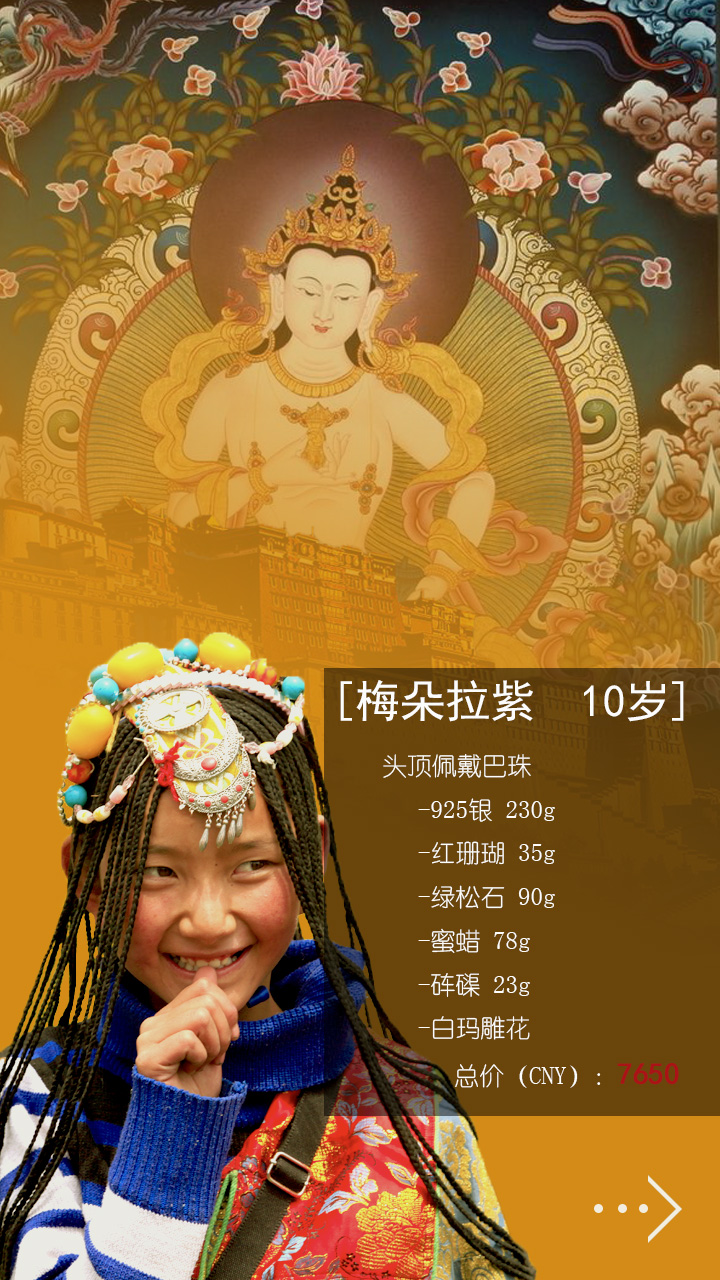 [梅朵拉紫 10岁]
头顶佩戴巴珠
-925银 230g
-红珊瑚 35g
-绿松石 90g
-蜜蜡 78g
-砗磲 23g
-白玛雕花
总价 (CNY) : 7650